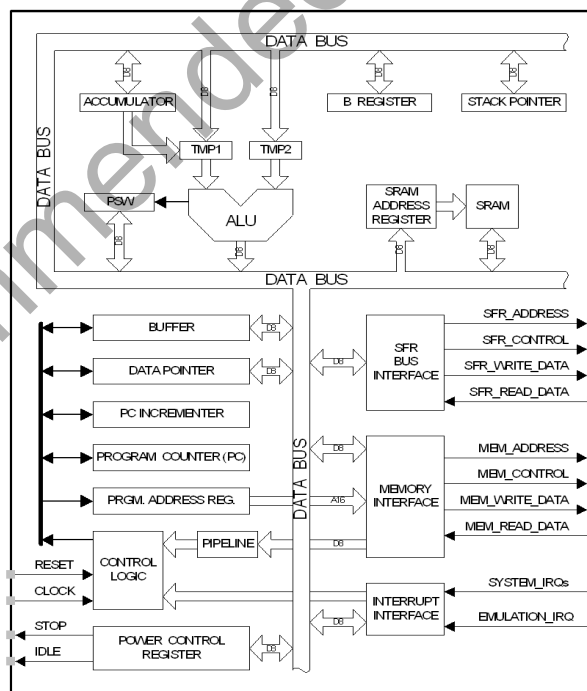 DATA BUS
D8
D8
D8
D8
D8
ACCUMULATOR
B REGISTER
STACK POINTER
DATA BUS
TMP1
TMP2
PSW
ALU
SRAM
ADDRESS
REGISTER
SRAM
D8
D8
D8
D8
DATA BUS
BUFFER
D8
DATA POINTER
D8
PC INCREMENTER
PROGRAM COUNTER (PC)
PRGM. ADDRESS REG.
A16
DATA BUS
D8
SFR
BUS
INTERFACE
SFR_ADDRESS
SFR_CONTROL
SFR_WRITE_DATA
SFR_READ_DATA
D8
MEMORY
INTERFACE
MEM_ADDRESS
MEM_CONTROL
MEM_WRITE_DATA
MEM_READ_DATA
RESET
CLOCK
CONTROL
LOGIC
PIPELINE
D8
SYSTEM_IRQs
EMULATION_IRQ
INTERRUPT
INTERFACE
D8
STOP
IDLE
POWER CONTROL
REGISTER
D8